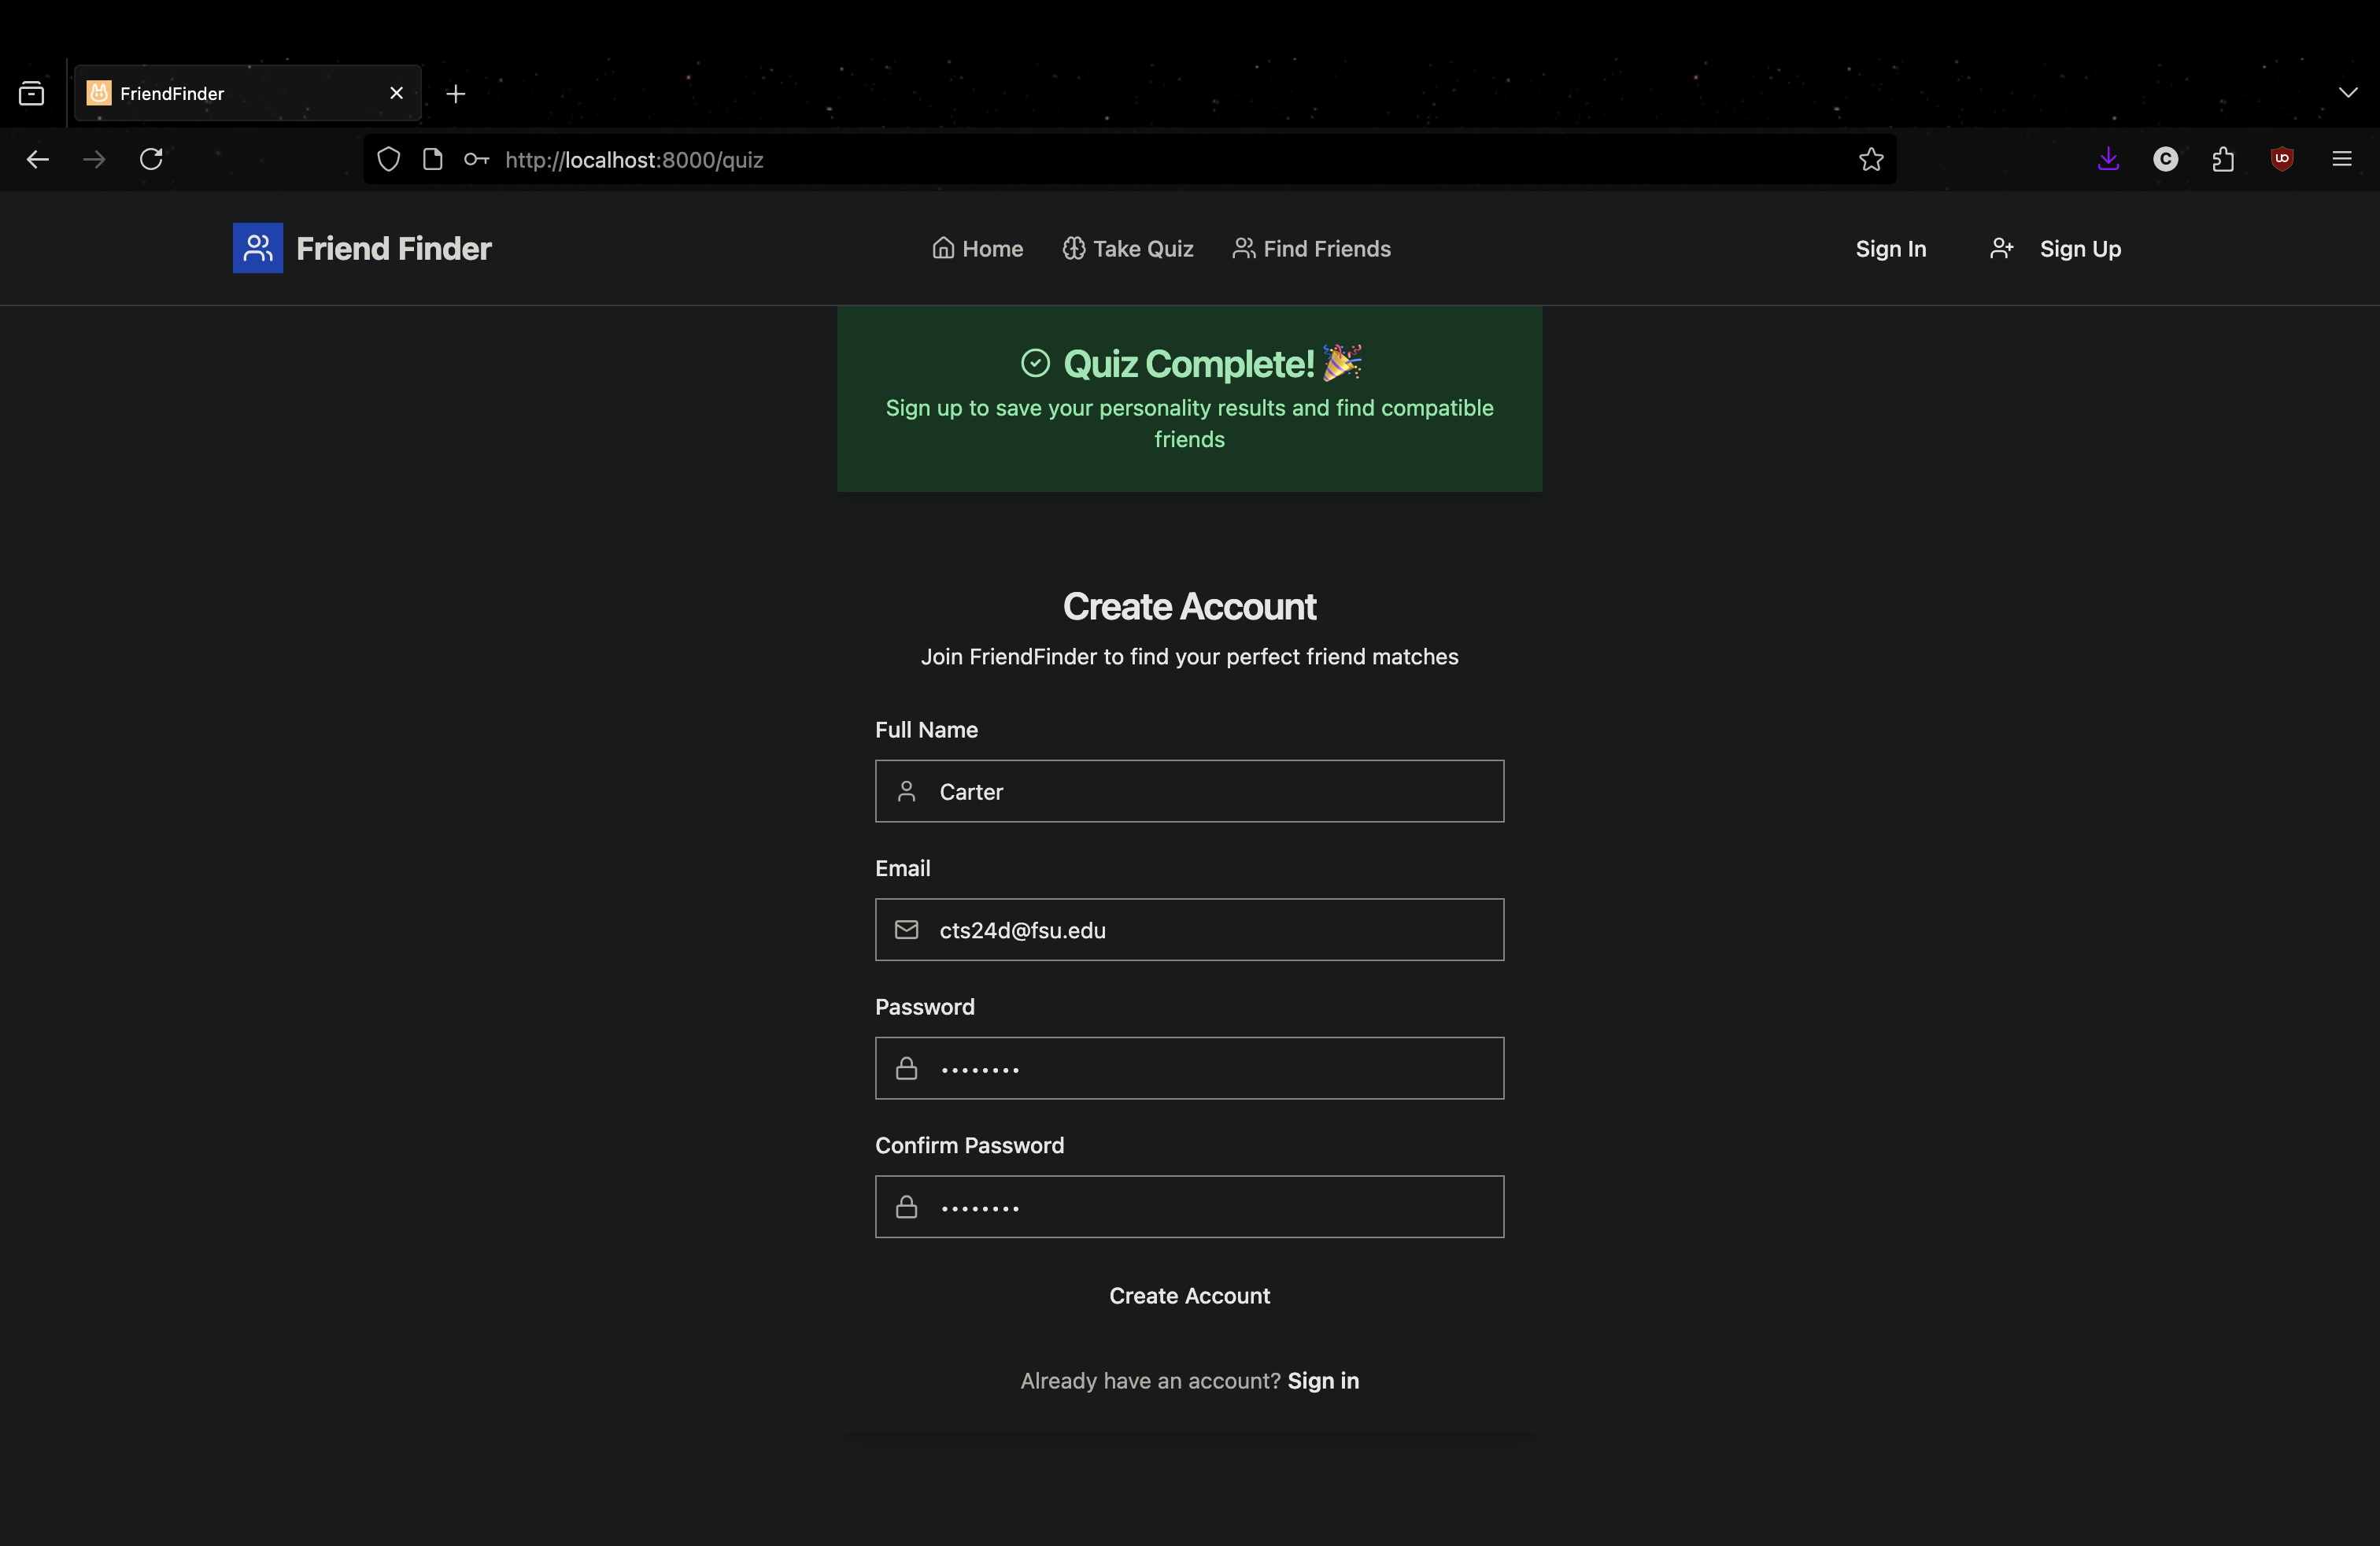 FriendFinder
http://localhost:8000/quiz
Friend Finder
Home
Take Quiz
Find Friends
Sign In
Sign Up
Quiz Complete! 🎉
Sign up to save your personality results and find compatible
friends
Create Account
Join FriendFinder to find your perfect friend matches
Full Name
Carter
Email
cts24d@fsu.edu
Password
••••••••
Confirm Password
••••••••
Create Account
Already have an account? Sign in